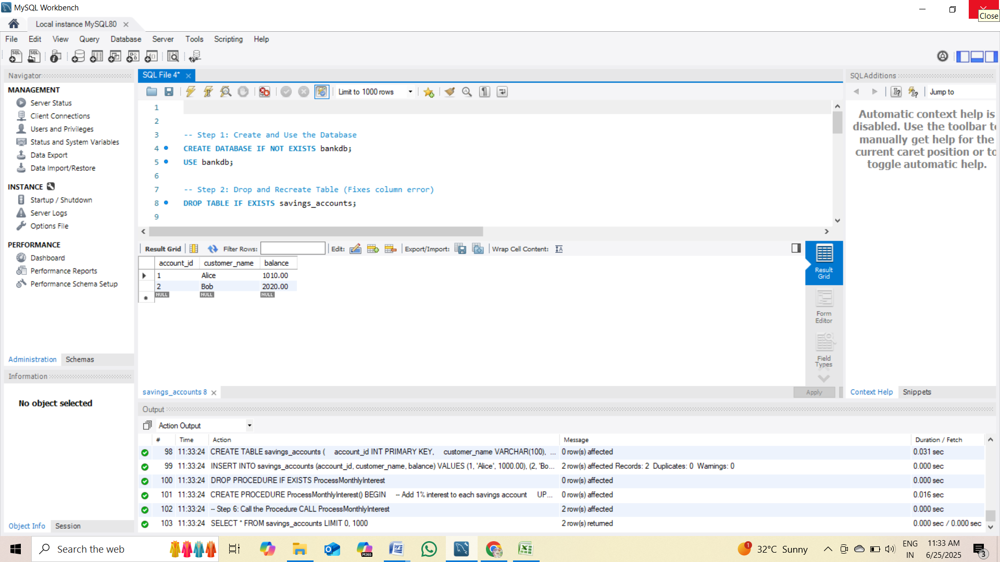 MySQL Workbench
Close
Local instance MySQL80
File Edit View Query Database Server Tools Scripting Help
Navigator
MANAGEMENT
Server Status
Client Connections
Users and Privileges
Status and System Variables
Data Export
Data Import/Restore
INSTANCE
Startup / Shutdown
Server Logs
Options File
PERFORMANCE
Dashboard
Performance Reports
Performance Schema Setup
Administration Schemas
Information
No object selected
Object Info Session
SQL File 4*
Limit to 1000 rows
1
2
3 -- Step 1: Create and Use the Database
4 CREATE DATABASE IF NOT EXISTS bankdb;
5 USE bankdb;
6
7 -- Step 2: Drop and Recreate Table (Fixes column error)
8 DROP TABLE IF EXISTS savings_accounts;
9
Result Grid Filter Rows: Edit: Export/Import: Wrap Cell Content:
account_id customer_name balance
1 Alice 1010.00
2 Bob 2020.00
NULL NULL NULL
Result Grid
Form Editor
Field Types
savings_accounts 8
Apply
SQLAdditions
Jump to
Automatic context help is
disabled. Use the toolbar to
manually get help for the
current caret position or to
toggle automatic help.
Context Help Snippets
Output
Action Output
# Time Action Message Duration / Fetch
98 11:33:24 CREATE TABLE savings_accounts ( account_id INT PRIMARY KEY, customer_name VARCHAR(100), ... 0 row(s) affected 0.031 sec
99 11:33:24 INSERT INTO savings_accounts (account_id, customer_name, balance) VALUES (1, 'Alice', 1000.00), (2, 'Bo... 2 row(s) affected Records: 2 Duplicates: 0 Warnings: 0 0.000 sec
100 11:33:24 DROP PROCEDURE IF EXISTS ProcessMonthlyInterest 0 row(s) affected 0.000 sec
101 11:33:24 CREATE PROCEDURE ProcessMonthlyInterest() BEGIN -- Add 1% interest to each savings account UP... 0 row(s) affected 0.016 sec
102 11:33:24 -- Step 6: Call the Procedure CALL ProcessMonthlyInterest 2 row(s) affected 0.000 sec
103 11:33:24 SELECT * FROM savings_accounts LIMIT 0, 1000 2 row(s) returned 0.000 sec / 0.000 sec
Search the web
M365
1
32°C Sunny
ENG
IN
11:33 AM
6/25/2025
3